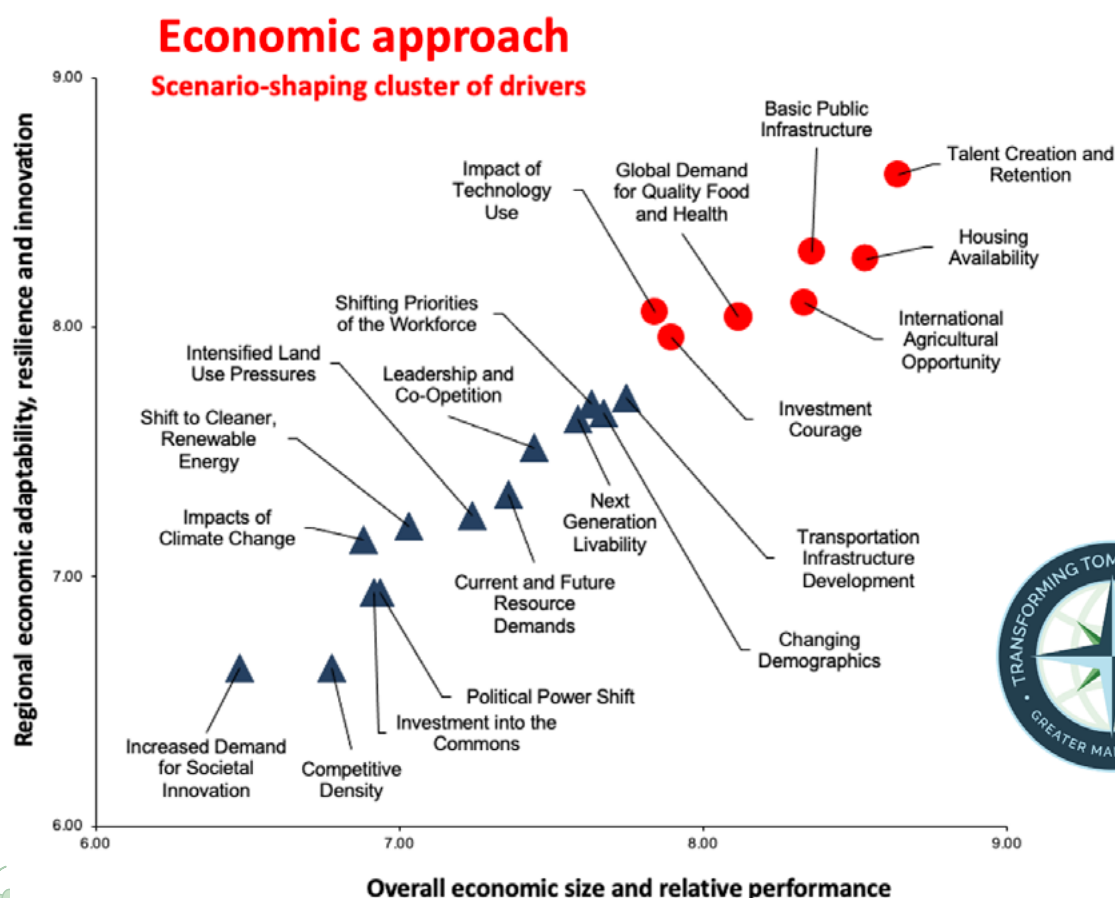 Economic approach
Scenario-shaping cluster of drivers
Regional economic adaptability, resilience and innovation
9.00
8.00
7.00
6.00
Basic Public
Infrastructure
Talent Creation and
Retention
Impact of
Technology
Use
Global Demand
for Quality Food
and Health
Housing
Availability
Shifting Priorities
of the Workforce
International
Agricultural
Opportunity
Intensified Land
Use Pressures
Leadership and
Co-Opetition
Investment
Courage
Shift to Cleaner,
Renewable
Energy
Next
Generation
Livability
Impacts of
Climate Change
Transportation
Infrastructure
Development
Current and Future
Resource
Demands
Changing
Demographics
Political Power Shift
Investment into the
Commons
Increased Demand
for Societal
Innovation
Competitive
Density
6.00
7.00
8.00
9.00
Overall economic size and relative performance
TRANSFORMING TOM
GREATER MA